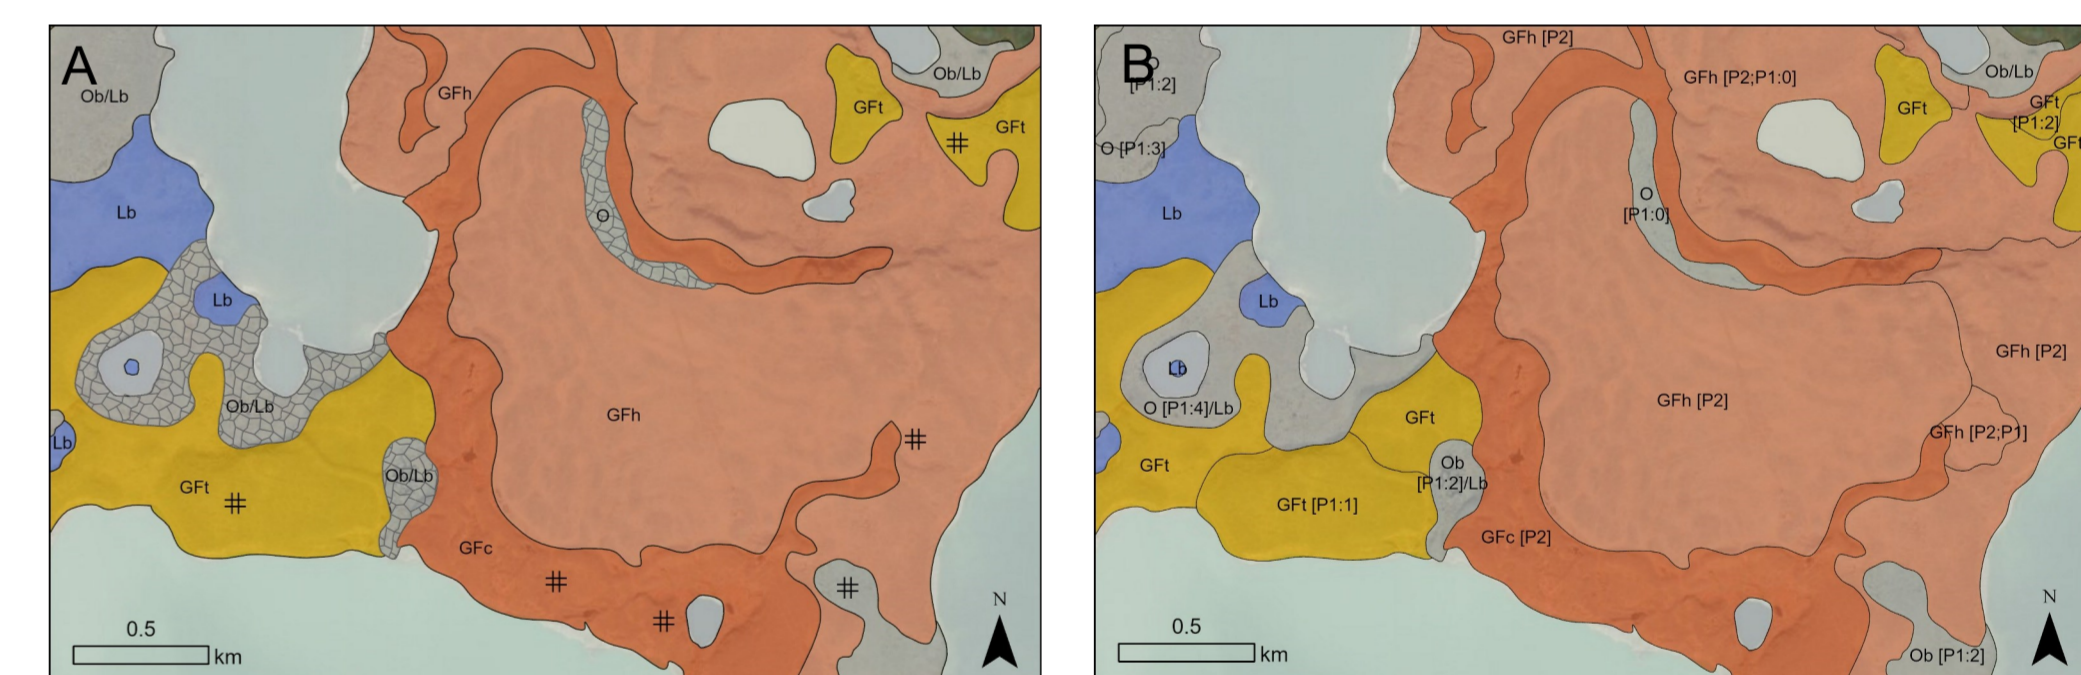 A
Ob/Lb
GFh
Ob/Lb
GFt
GFt
Lb
O
Lb
Ob/Lb
GFh
Lb
Ob/Lb
GFt
GFc
0.5
km
N
B
[P1:2]
O [P1:3]
GFh [P2]
GFh [P2;P1:0]
Ob/Lb
GFt
GFt
[P1:2]
GFt
Lb
O
[P1:0]
Lb
Lb
GFh [P2]
O [P1:4]/Lb
GFh [P2]
GFt
GFh [P2;P1]
GFt
Ob
[P1:2]/Lb
GFt [P1:1]
GFc [P2]
0.5
km
N
Ob [P1:2]